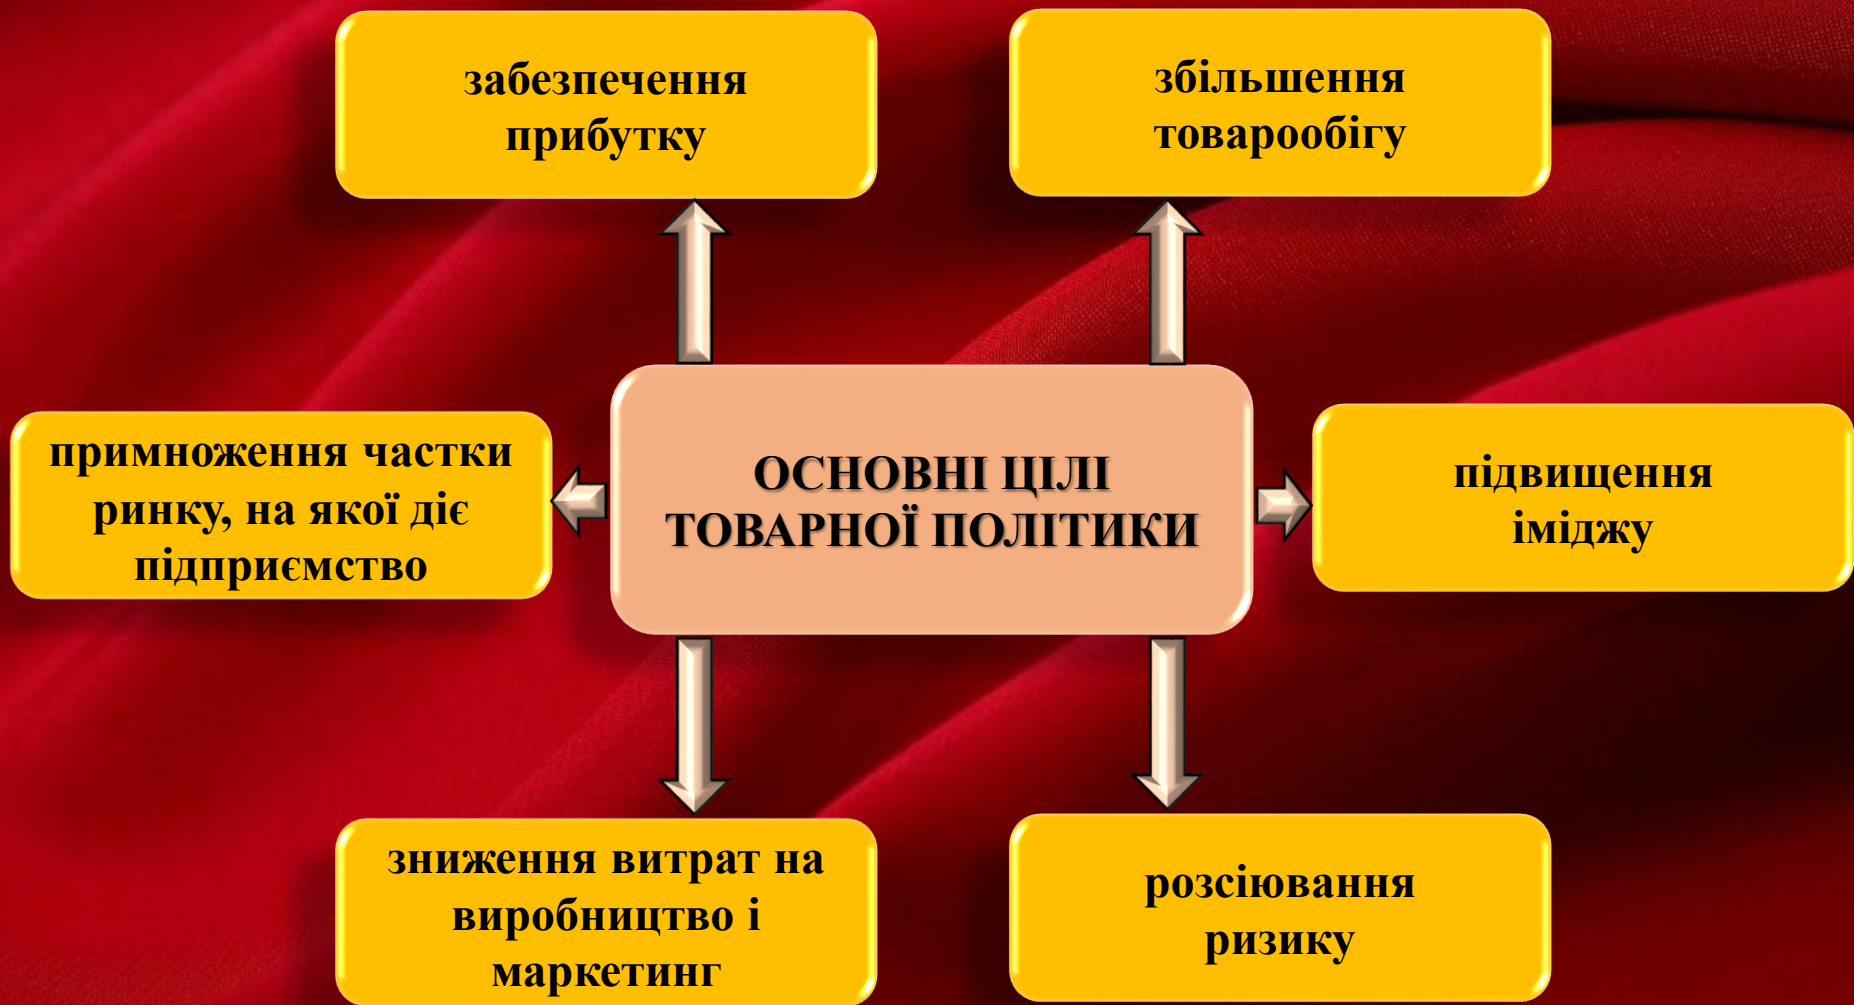 забезпечення
прибутку
збільшення
товарообігу
примноження частки
ринку, на якої діє
підприємство
ОСНОВНІ ЦІЛІ
ТОВАРНОЇ ПОЛІТИКИ
підвищення
іміджу
зниження витрат на
виробництво і
маркетинг
розсіювання
ризику